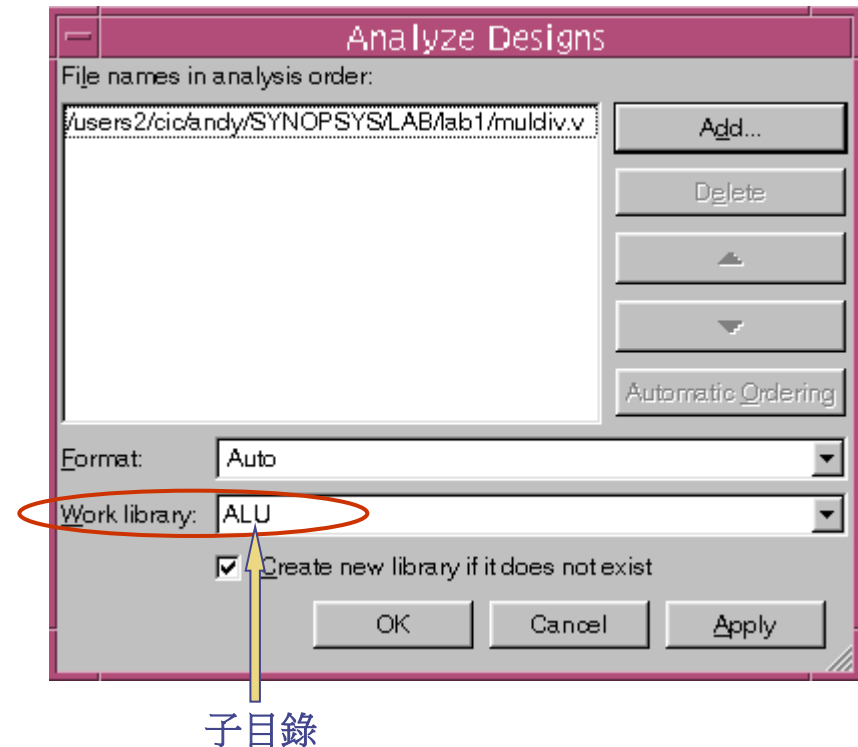 Analyze Designs
File names in analysis order:
/users2/cic/andy/SYNOPSYS/LAB/lab1/muldiv.v
Add...
Delete
Automatic Ordering
Format: Auto
Work library: ALU
Create new library if it does not exist
OK Cancel Apply
子目錄